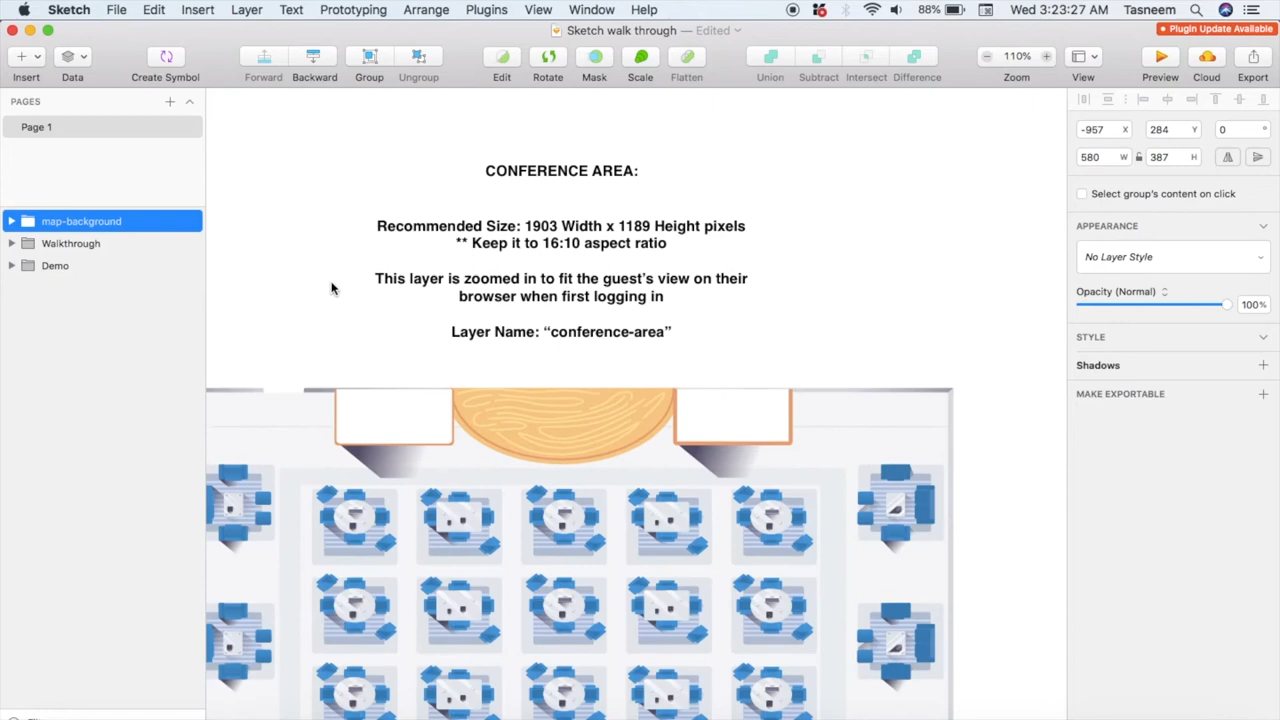 Sketch File Edit Insert Layer Text Prototyping Arrange Plugins View Window Help 88% Wed 3:23:27 AM Tasneem
Sketch walk through — Edited
Plugin Update Available
110%
Insert Data Create Symbol Forward Backward Group Ungroup Edit Rotate Mask Scale Flatten Union Subtract Intersect Difference Zoom View Preview Cloud Export
PAGES
Page 1
map-background
Walkthrough
Demo
CONFERENCE AREA:
Recommended Size: 1903 Width x 1189 Height pixels
** Keep it to 16:10 aspect ratio
This layer is zoomed in to fit the guest's view on their
browser when first logging in
Layer Name: “conference-area”
-957 X 284 Y 0 °
580 W 387 H
Select group's content on click
APPEARANCE
No Layer Style
Opacity (Normal) 100%
STYLE
Shadows
MAKE EXPORTABLE